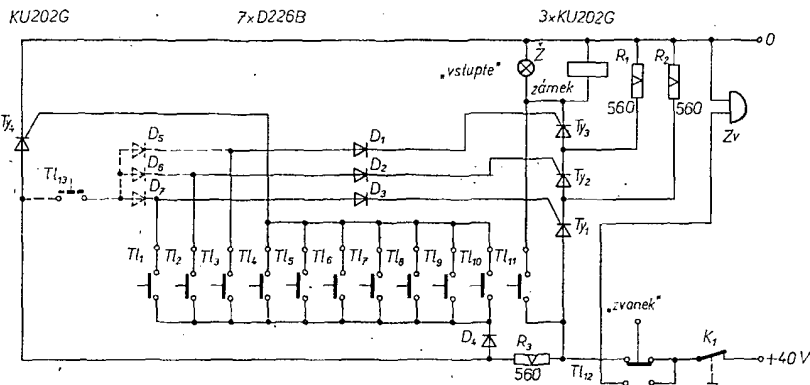 KU202G 7×D226B 3×KU202G
0
Ž
„vstupte"
zámek
R₁ R₂
560 560
Zv
Ty₄
D₅ D₁ Ty₃
D₆ D₂ Ty₂
Tl₁₃ D₇ D₃ Ty₁
Tl₁ Tl₂ Tl₃ Tl₄ Tl₅ Tl₆ Tl₇ Tl₈ Tl₉ Tl₁₀ Tl₁₁
„zvanek"
D₄ R₃ K₁
560 Tl₁₂ +40V